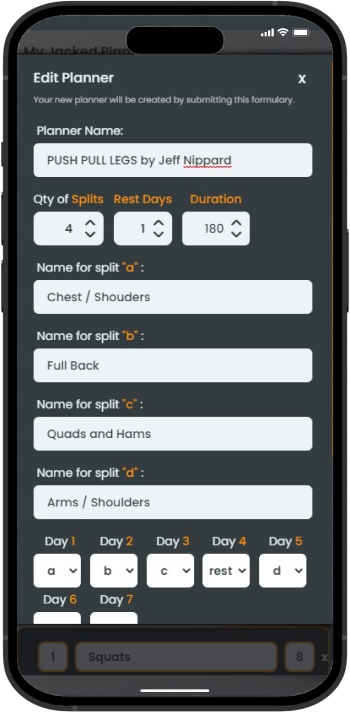 My Jacked Plan
Edit Planner x
Your new planner will be created by submitting this formulary.
Planner Name:
PUSH PULL LEGS by Jeff Nippard
Qty of Splits Rest Days Duration
4 1 180
Name for split "a" :
Chest / Shouders
Name for split "b" :
Full Back
Name for split "c" :
Quads and Hams
Name for split "d" :
Arms / Shoulders
Day 1 Day 2 Day 3 Day 4 Day 5
a b c rest d
Day 6 Day 7
1 Squats 8 x